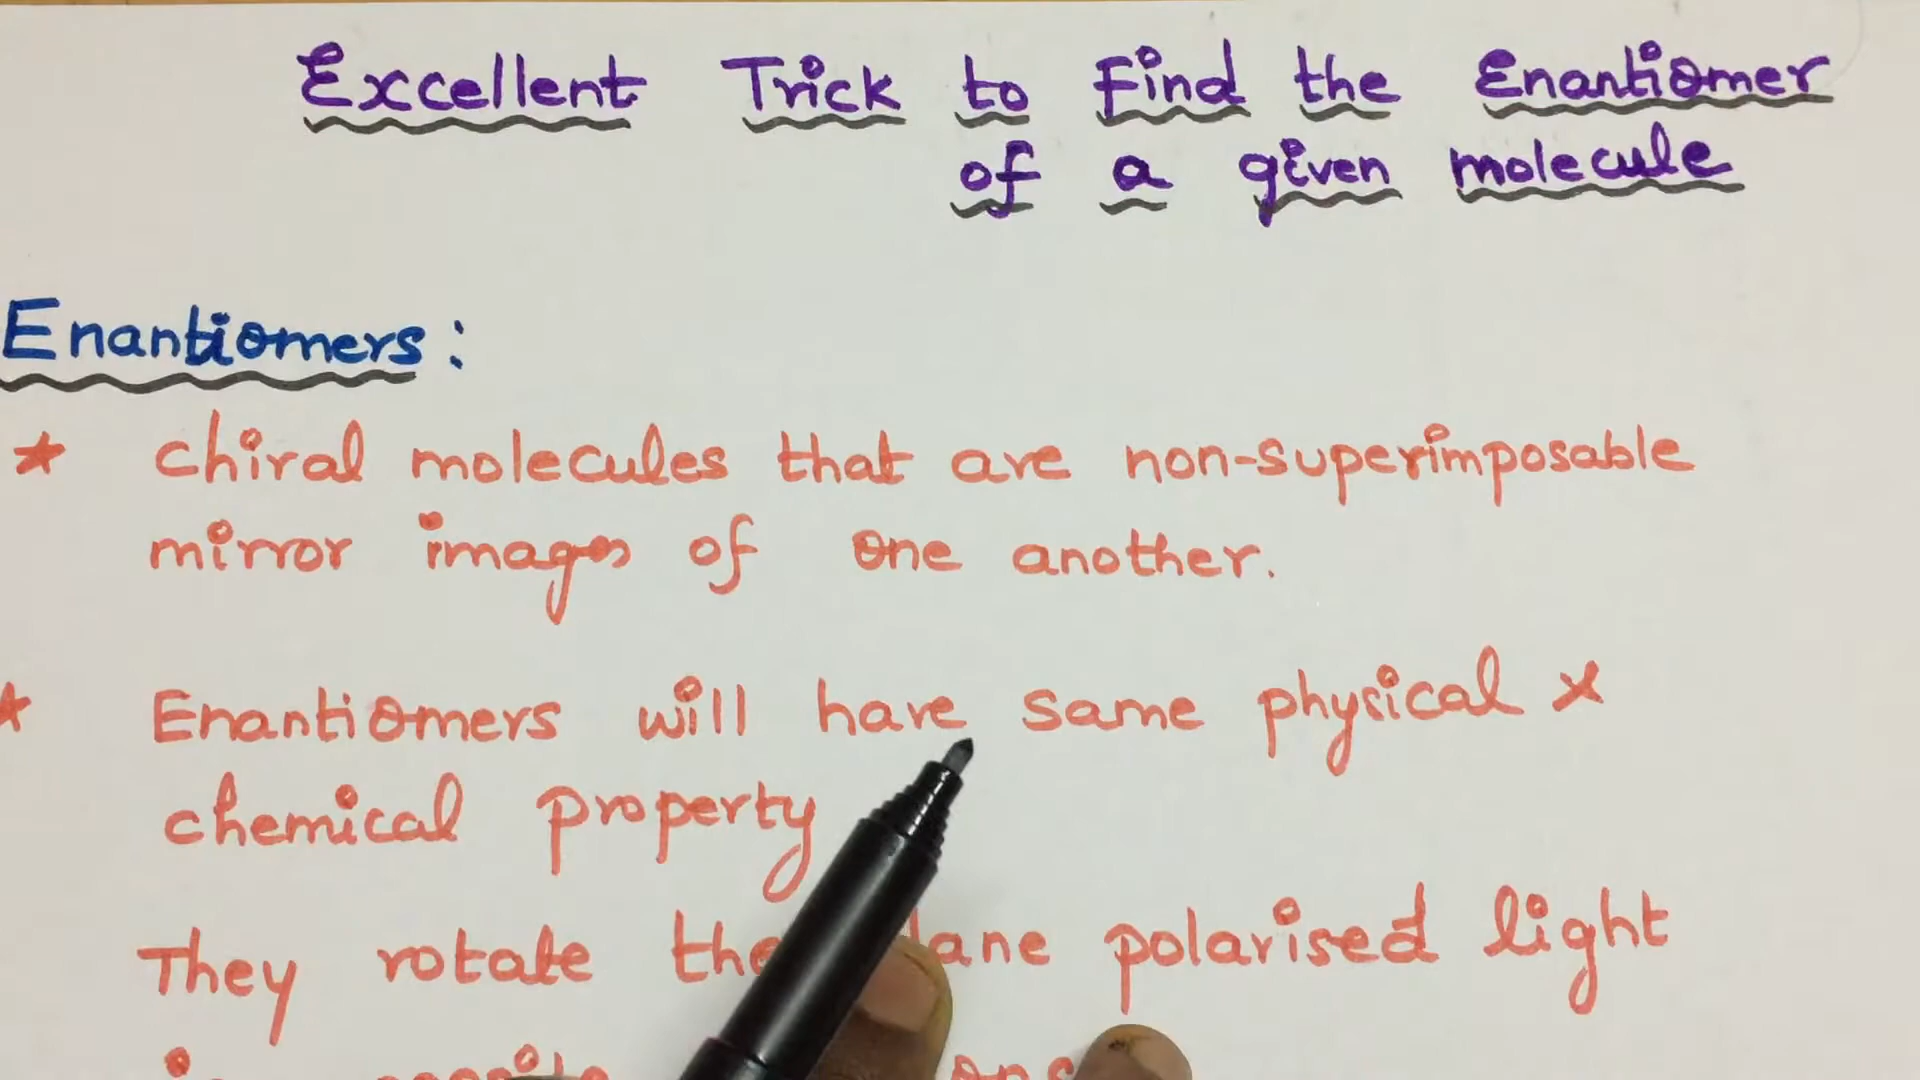 Excellent Trick to Find the Enantiomer
of a given molecule
Enantiomers:
* chiral molecules that are non-superimposable
mirror images of one another.
* Enantiomers will have same physical &
chemical property
They rotate the polarised light